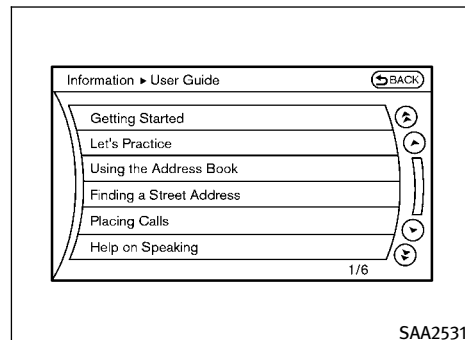 Information ▸ User Guide
BACK
Getting Started
Let's Practice
Using the Address Book
Finding a Street Address
Placing Calls
Help on Speaking
1/6
SAA2531